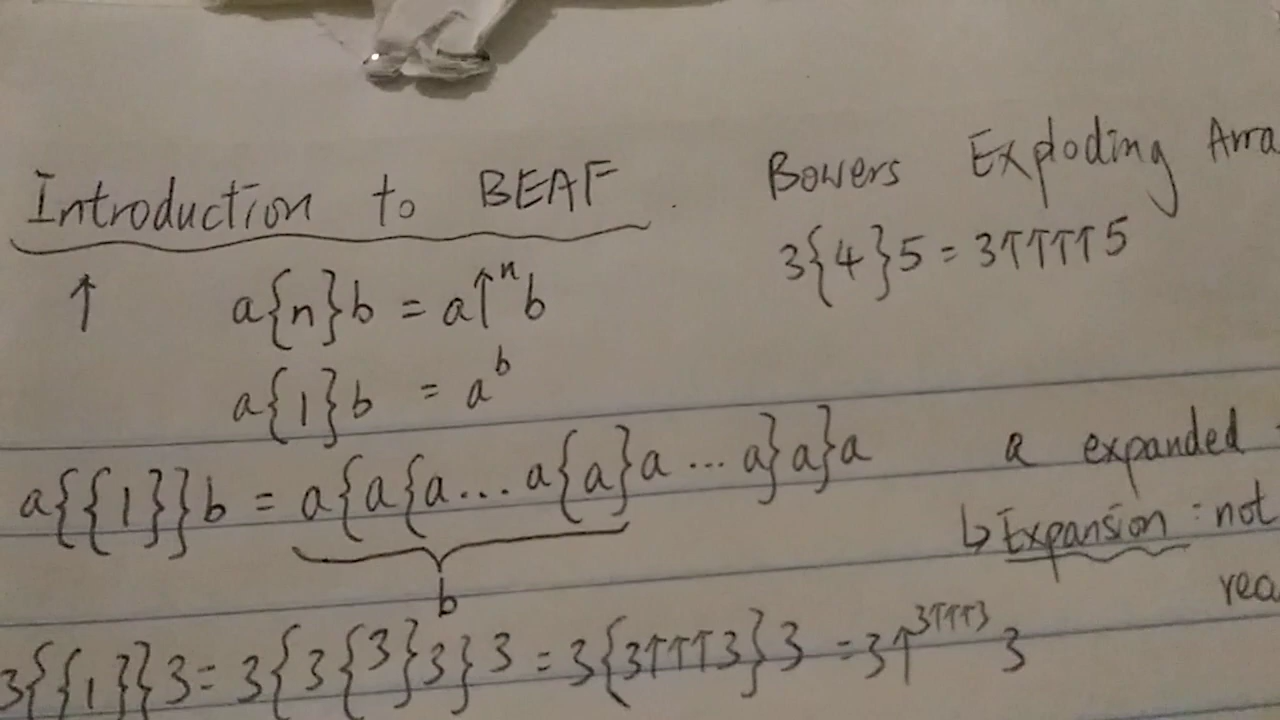 Introduction to BEAF
Bowers Exploding Arra
3{4}5 = 3↑↑↑↑5
↑ a{n}b = a↑ⁿb
a{1}b = aᵇ
a{{1}}b = a{a{a...a{a}a...a}a}a
b
a expanded
↳ Expansion : not
rea
3{{1}}3 = 3{3{3}3}3 = 3{3↑↑↑3}3 = 3↑^{3↑↑↑3} 3